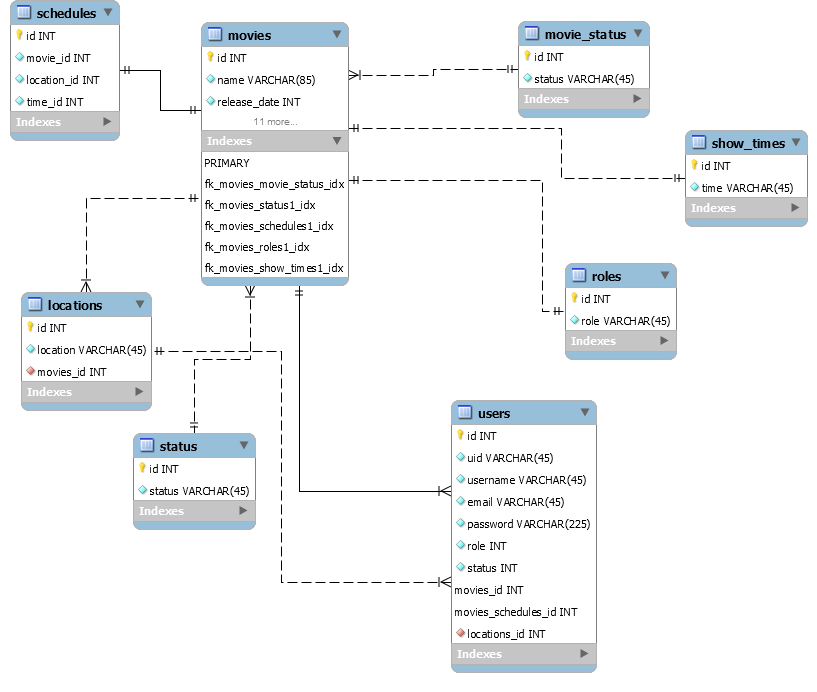 schedules
id INT
movie_id INT
location_id INT
time_id INT
Indexes
movies
id INT
name VARCHAR(85)
release_date INT
11 more...
Indexes
PRIMARY
fk_movies_movie_status_idx
fk_movies_status1_idx
fk_movies_schedules1_idx
fk_movies_roles1_idx
fk_movies_show_times1_idx
movie_status
id INT
status VARCHAR(45)
Indexes
show_times
id INT
time VARCHAR(45)
Indexes
roles
id INT
role VARCHAR(45)
Indexes
locations
id INT
location VARCHAR(45)
movies_id INT
Indexes
status
id INT
status VARCHAR(45)
Indexes
users
id INT
uid VARCHAR(45)
username VARCHAR(45)
email VARCHAR(45)
password VARCHAR(225)
role INT
status INT
movies_id INT
movies_schedules_id INT
locations_id INT
Indexes